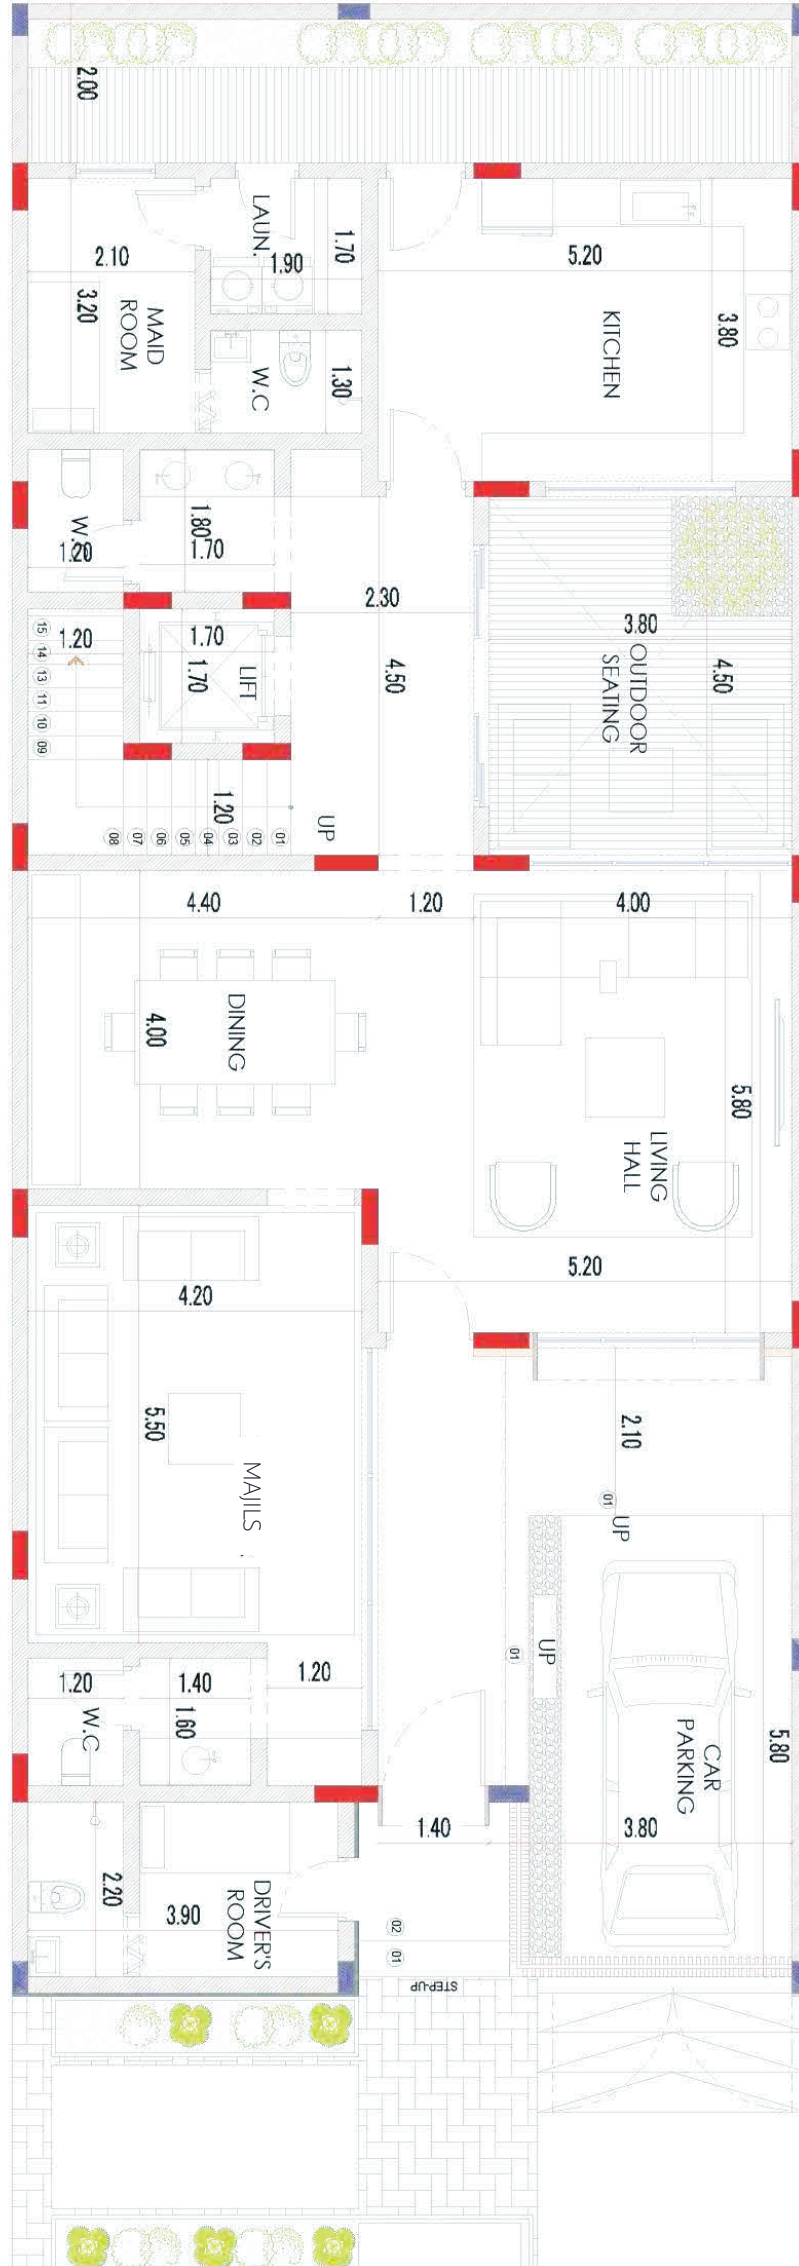 2.00
LAUN.
1.70
1.90
2.10
3.20
MAID
ROOM
W.C
1.30
5.20
3.80
KITCHEN
1.80
1.70
W.C
1.20
2.30
4.50
3.80
4.50
OUTDOOR
SEATING
1.20
15
14
13
11
10
09
1.70
1.70
LIFT
1.20
UP
08
07
06
05
04
03
02
01
4.40
1.20
4.00
DINING
4.00
5.80
LIVING
HALL
5.20
4.20
5.50
MAJILS
2.10
01
UP
01
UP
CAR
PARKING
5.80
3.80
1.20
1.40
1.20
W.C
1.60
1.40
2.20
3.90
DRIVER'S
ROOM
02
01
STEP-UP